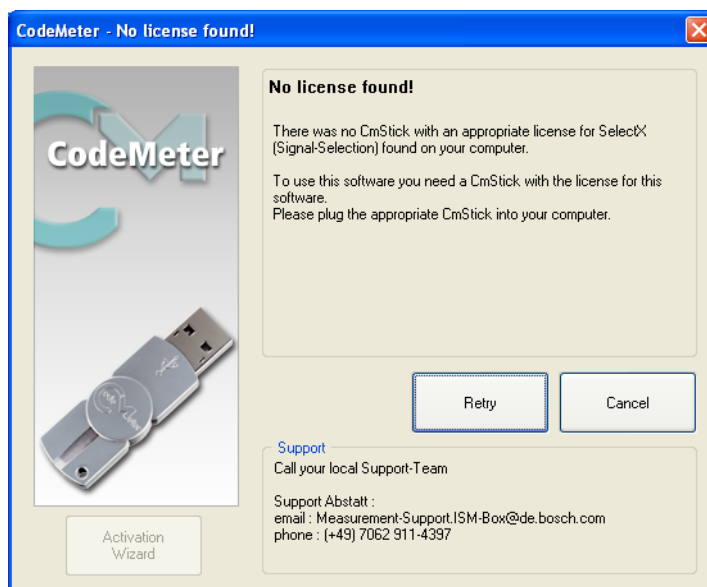 CodeMeter - No license found!
CodeMeter
No license found!
There was no CmStick with an appropriate license for SelectX
(Signal-Selection) found on your computer.
To use this software you need a CmStick with the license for this
software.
Please plug the appropriate CmStick into your computer.
Retry
Cancel
Support
Call your local Support-Team
Support Abstatt :
email : Measurement-Support.ISM-Box@de.bosch.com
phone : (+49) 7062 911-4397
Activation
Wizard